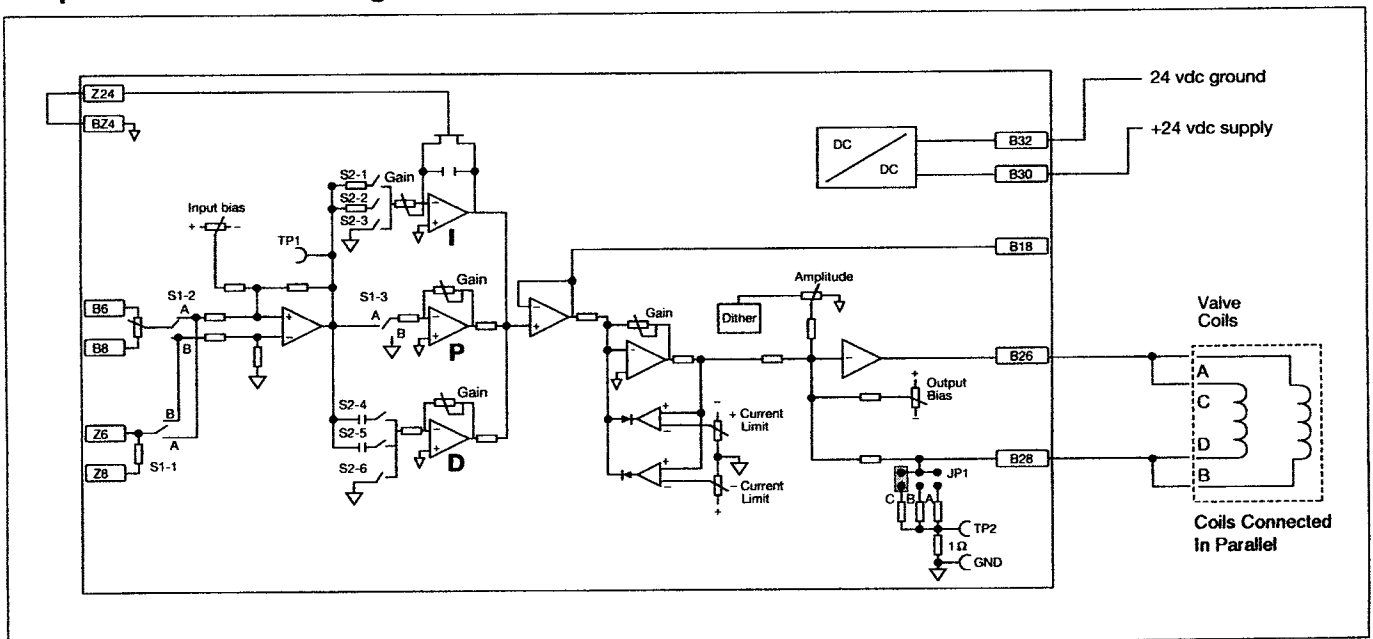 24 vdc ground
+24 vdc supply
Z24
BZ4
DC
DC
B32
B30
S2-1
Gain
S2-2
S2-3
Input bias
+ -
TP1
- +
I
B18
B6
B8
S1-2
A
B
+ -
S1-3
A
B
Gain
- +
P
- +
Dither
Amplitude
Gain
-
-
B26
Valve
Coils
A
C
D
B
Z6
Z8
B
A
S1-1
S2-4
S2-5
S2-6
Gain
- +
D
+ -
+ -
-
+ Current
Limit
- Current
Limit
+
+
Output
Bias
-
B28
JP1
C B A
TP2
1 Ω
GND
Coils Connected
In Parallel